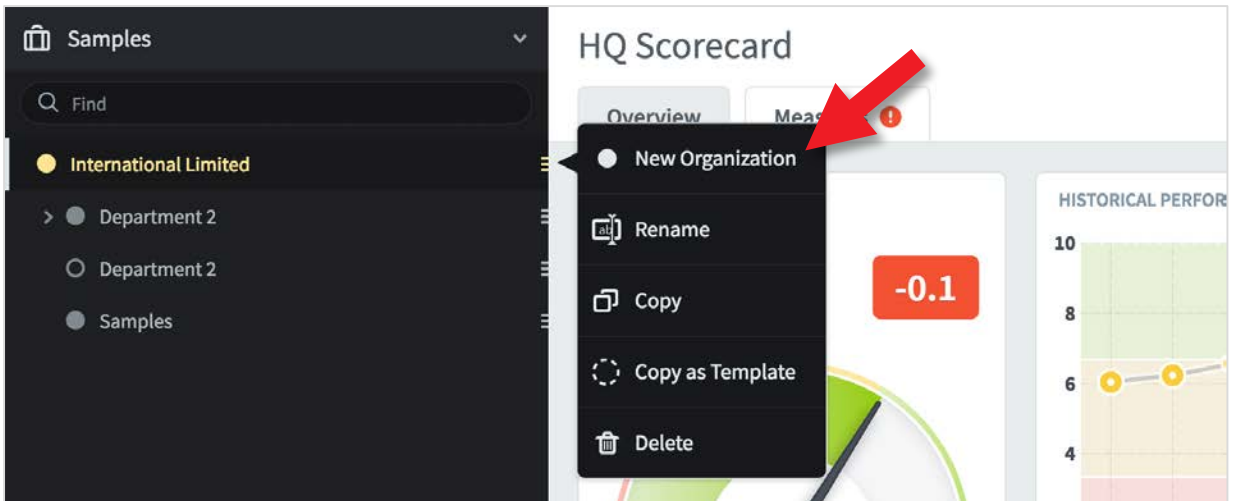 Samples
Find
International Limited
Department 2
Department 2
Samples
HQ Scorecard
Overview
New Organization
Rename
Copy
Copy as Template
Delete
-0.1
HISTORICAL
10
8
6
4